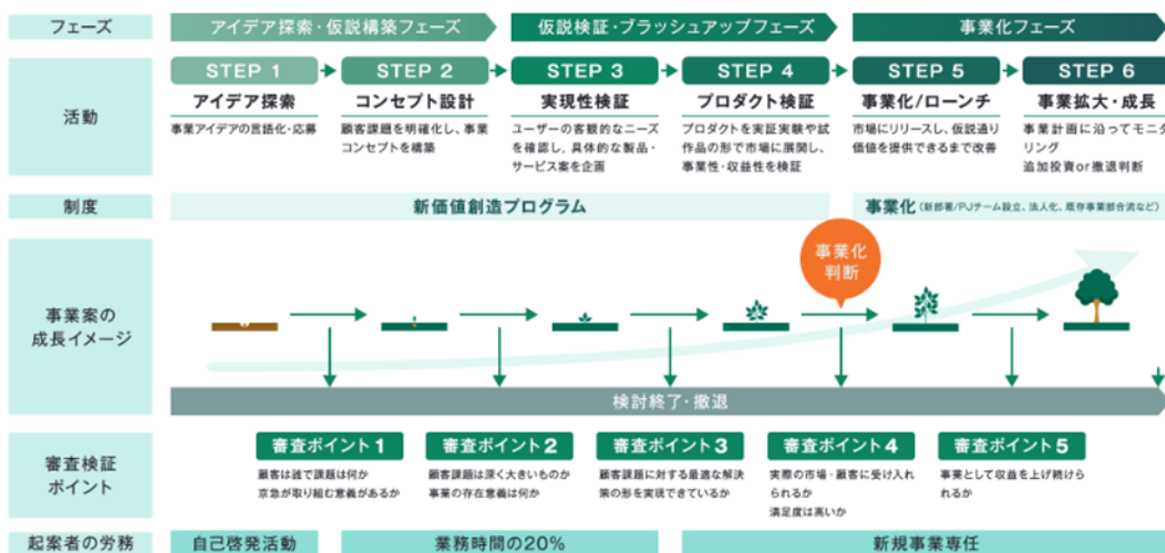 フェーズ
アイデア探索・仮説構築フェーズ
仮説検証・ブラッシュアップフェーズ
事業化フェーズ
活動
STEP 1
STEP 2
STEP 3
STEP 4
STEP 5
STEP 6
アイデア探索
事業アイデアの言語化・応募
コンセプト設計
顧客課題を明確化し、事業
コンセプトを構築
実現性検証
ユーザーの客観的なニーズ
を確認し、具体的な製品・
サービス案を企画
プロダクト検証
プロダクトを実証実験や試
作品の形で市場に展開し、
事業性・収益性を検証
事業化/ローンチ
市場にリリースし、仮説通り
価値を提供できるまで改善
事業拡大・成長
事業計画に沿ってモニタ
リング
追加投資or撤退判断
制度
新価値創造プログラム
事業化(新部署/PJチーム設立、法人化、既存事業部合流など)
事業案の
成長イメージ
事業化
判断
検討終了・撤退
審査検証
ポイント
審査ポイント1
顧客は誰で課題は何か
京急が取り組む意義があるか
審査ポイント2
顧客課題は深く大きいものか
事業の存在意義は何か
審査ポイント3
顧客課題に対する最適な解決
策の形を実現できているか
審査ポイント4
実際の市場・顧客に受け入れ
られるか
満足度は高いか
審査ポイント5
事業として収益を上げ続けら
れるか
起案者の労務
自己啓発活動
業務時間の20%
新規事業専任